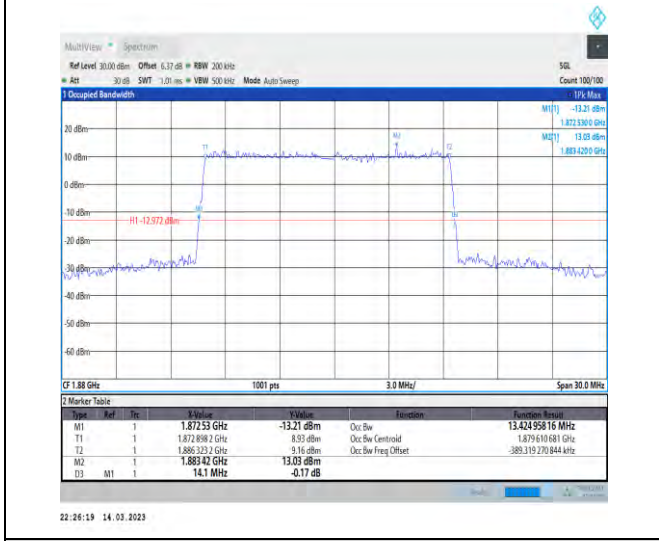 MultiView Spectrum
Ref Level 30.00 dBm Offset 6.37 dB RBW 200 kHz SGL
Att 30 dB SWT 1.01 ms VBW 500 kHz Mode Auto Sweep Count 100/100
1 Occupied Bandwidth 1Pk Max
M1[1] -13.21 dBm
1.872 530 0 GHz
M2[1] 13.03 dBm
1.883 420 0 GHz
20 dBm
T1 M2 T2
10 dBm
0 dBm
-10 dBm
H1 -12.972 dBm
-20 dBm
-30 dBm
-40 dBm
-50 dBm
-60 dBm
CF 1.88 GHz 1001 pts 3.0 MHz/ Span 30.0 MHz
2 Marker Table
Type Ref Trc X-Value Y-Value Function Function Result
M1 1 1.87253 GHz -13.21 dBm Occ Bw 13.424 958 16 MHz
T1 1 1.872 898 2 GHz 8.93 dBm Occ Bw Centroid 1.879 610 681 GHz
T2 1 1.886 323 2 GHz 9.16 dBm Occ Bw Freq Offset -389.319 270 844 kHz
M2 1 1.88342 GHz 13.03 dBm
D3 M1 1 14.1 MHz -0.17 dB
22:26:19 14.03.2023